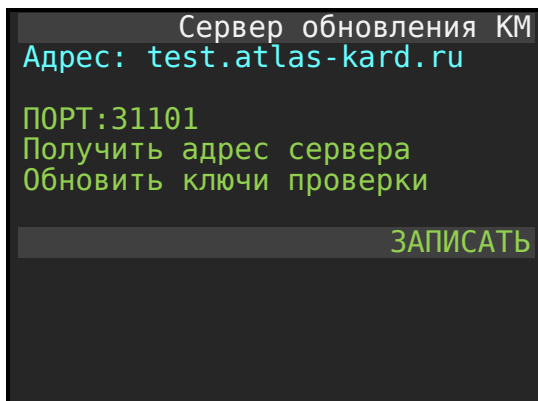 Сервер обновления КМ
Адрес: test.atlas-kard.ru
ПОРТ:31101
Получить адрес сервера
Обновить ключи проверки
ЗАПИСАТЬ